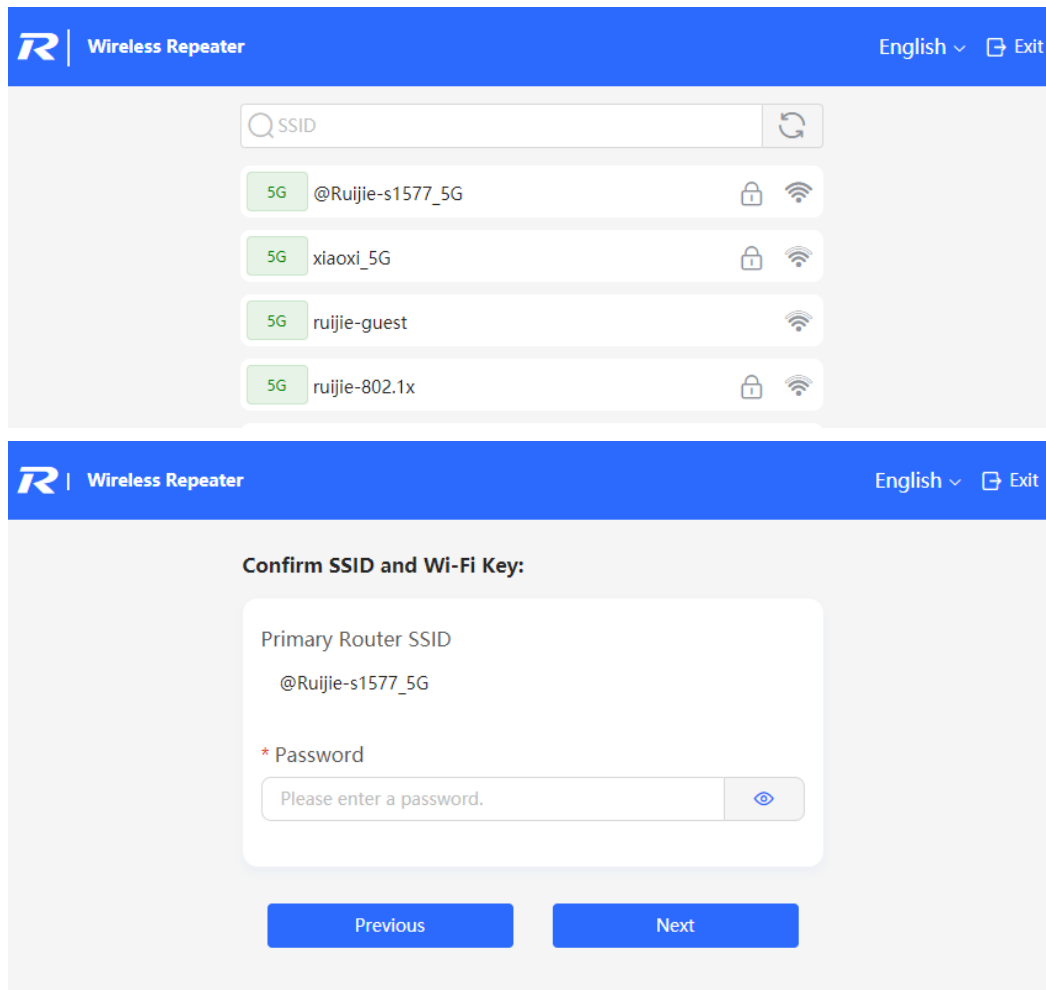 R Wireless Repeater English Exit
SSID
5G @Ruijie-s1577_5G
5G xiaoxi_5G
5G ruijie-guest
5G ruijie-802.1x
R Wireless Repeater English Exit
Confirm SSID and Wi-Fi Key:
Primary Router SSID
@Ruijie-s1577_5G
* Password
Please enter a password.
Previous Next